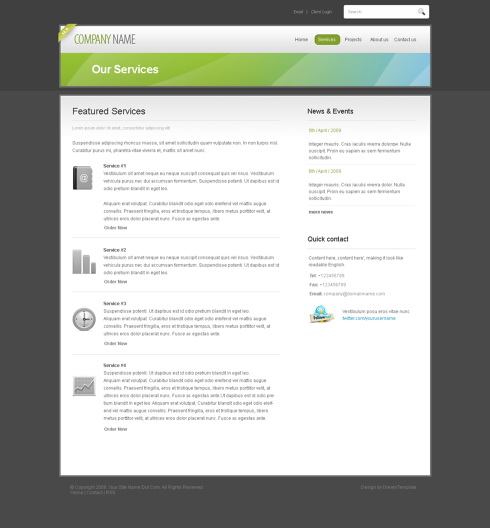 Email | Client Login
Search
COMPANY NAME
Home Services Projects About us Contact us
Our Services
Featured Services
Lorem ipsum dolor sit amet, consectetur adipiscing elit
Suspendisse adipiscing rhoncus massa, sit amet sollicitudin quam vulputate non. In non turpis nisl.
Curabitur purus mi, pharetra vitae viverra et, mattis sit amet nunc.
Service #1
Vestibulum sit amet neque eu neque suscipit consequat quis vel risus. Vestibulum
vehicula purus nec dui accumsan fermentum. Suspendisse potenti. Ut dapibus est id
odio pretium blandit in eget leo.
Aliquam erat volutpat. Curabitur blandit odio eget odio eleifend vel mattis augue
convallis. Praesent fringilla, eros et tristique tempus, libero metus porttitor velit, at
ultrices eros dolor placerat nunc. Fusce ac egestas ante.
Order Now
Service #2
Vestibulum sit amet neque eu neque suscipit consequat quis vel risus. Vestibulum
vehicula purus nec dui accumsan fermentum. Suspendisse potenti. Ut dapibus est id
odio pretium blandit in eget leo.
Order Now
Service #3
Suspendisse potenti. Ut dapibus est id odio pretium blandit in eget leo.
Aliquam erat volutpat. Curabitur blandit odio eget odio eleifend vel mattis augue
convallis. Praesent fringilla, eros et tristique tempus, libero metus porttitor velit, at
ultrices eros dolor placerat nunc. Fusce ac egestas ante.
Order Now
Service #4
Suspendisse potenti. Ut dapibus est id odio pretium blandit in eget leo.
Aliquam erat volutpat. Curabitur blandit odio eget odio eleifend vel mattis augue
convallis. Praesent fringilla, eros et tristique tempus, libero metus porttitor velit, at
ultrices eros dolor placerat nunc. Fusce ac egestas ante. Ut dapibus est id odio pre-
tium blandit in eget leo. Aliquam erat volutpat. Curabitur blandit odio eget odio eleif-
end vel mattis augue convallis. Praesent fringilla, eros et tristique tempus, libero metus
porttitor velit, at ultrices eros dolor placerat nunc. Fusce ac egestas ante.
Order Now
News & Events
6th / April / 2009
Integer mauris. Cras iaculis viverra dolorge. Nulla
suscipit. Proin eu sapien ac sem fermentum
sollicitudin.
6th / April / 2009
Integer mauris. Cras iaculis viverra dolor. Nulla
suscipit. Proin eu sapien ac sem fermentum
sollicitudin.
more news
Quick contact
Content here, content here', making it look like
readable English.
Tel: +123456789
Fax: +123456789
Email: company@domainname.com
Vestibulum posu eros vitae nunc
twitter.com/yourusername
© Copyright 2009. Your Site Name Dot Com. All Rights Reserved
Home | Contact | RSS